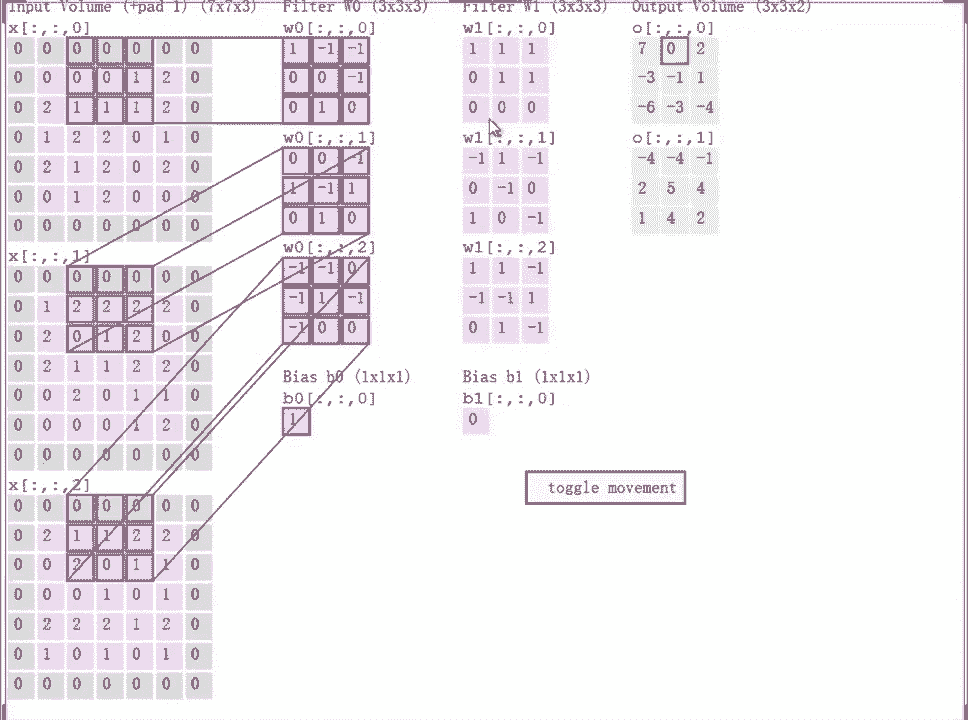 Input Volume (+pad 1) (7x7x3)
x[:,:,0]
0 0 0 0 0 0 0
0 0 0 0 1 2 0
0 2 1 1 1 2 0
0 1 2 2 0 1 0
0 2 1 2 0 2 0
0 0 1 2 0 0 0
0 0 0 0 0 0 0
x[:,:,1]
0 0 0 0 0 0 0
0 1 2 2 2 2 0
0 2 0 1 2 0 0
0 2 1 1 2 2 0
0 0 2 0 1 1 0
0 0 0 0 1 2 0
0 0 0 0 0 0 0
x[:,:,2]
0 0 0 0 0 0 0
0 2 1 1 2 2 0
0 0 2 0 1 1 0
0 0 0 1 0 1 0
0 2 2 2 1 2 0
0 1 0 1 0 1 0
0 0 0 0 0 0 0
Filter W0 (3x3x3)
w0[:,:,0]
1 -1 -1
0 0 -1
0 1 0
w0[:,:,1]
0 0 -1
1 -1 1
0 1 0
w0[:,:,2]
-1 -1 0
-1 1 -1
-1 0 0
Bias b0 (1x1x1)
b0[:,:,0]
1
Filter W1 (3x3x3)
w1[:,:,0]
1 1 1
0 1 1
0 0 0
w1[:,:,1]
-1 1 -1
0 -1 0
1 0 -1
w1[:,:,2]
1 1 -1
-1 -1 1
0 1 -1
Bias b1 (1x1x1)
b1[:,:,0]
0
Output Volume (3x3x2)
o[:,:,0]
7 0 2
-3 -1 1
-6 -3 -4
o[:,:,1]
-4 -4 -1
2 5 4
1 4 2
toggle movement